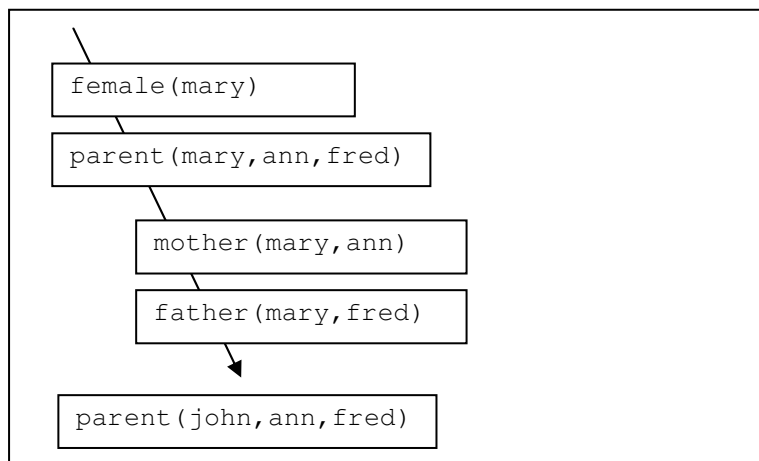 female(mary)
parent(mary,ann,fred)
mother(mary,ann)
father(mary,fred)
parent(john,ann,fred)